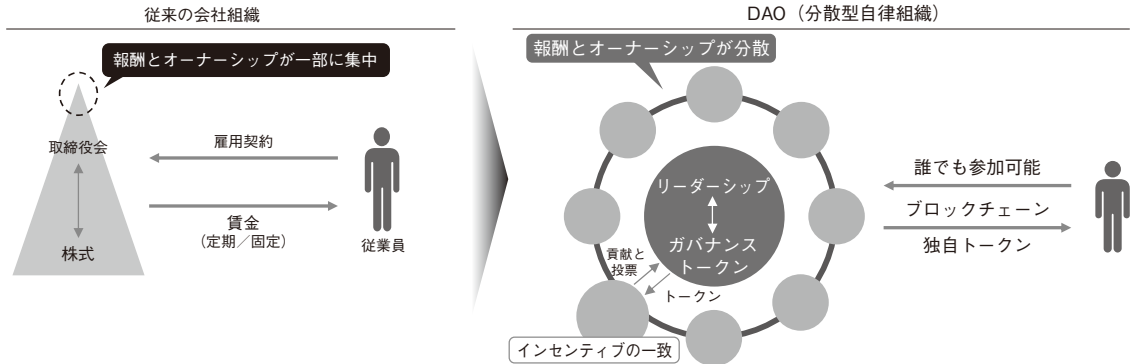 従来の会社組織
報酬とオーナーシップが一部に集中
取締役会
株式
雇用契約
賃金
（定期／固定）
従業員
DAO（分散型自律組織）
報酬とオーナーシップが分散
リーダーシップ
ガバナンス
トークン
貢献と
投票
トークン
インセンティブの一致
誰でも参加可能
ブロックチェーン
独自トークン